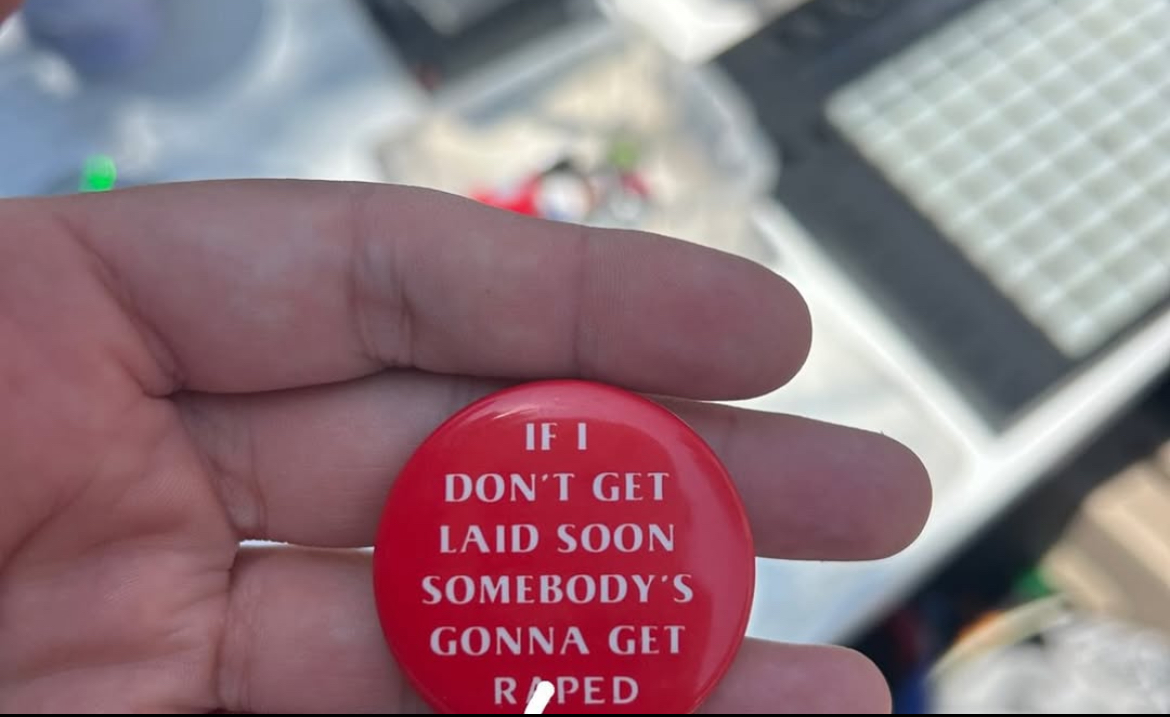 IF I
DON'T GET
LAID SOON
SOMEBODY'S
GONNA GET
RAPED